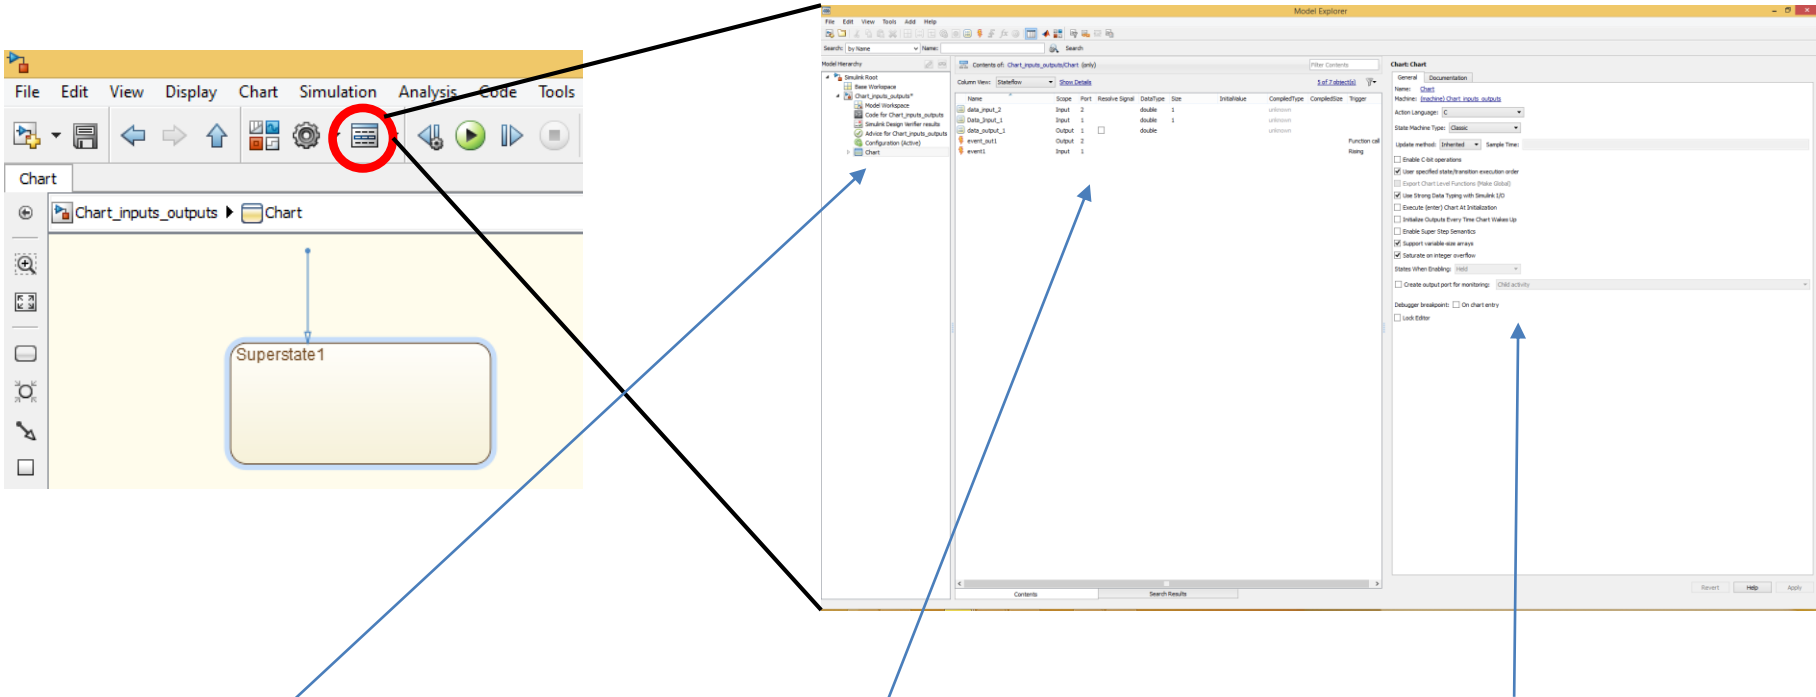 File Edit View Display Chart Simulation Analysis Code Tools
Chart
Chart_inputs_outputs Chart
Superstate1
Model Explorer
File Edit View Tools Add Help
Search: by Name Name: Search
Model Hierarchy
Simulink Root
Base Workspace
Chart_inputs_outputs*
Model Workspace
Code for Chart_inputs_outputs
Simulink Design Verifier results
Advice for Chart_inputs_outputs
Configuration (Active)
Chart
Contents of: Chart_inputs_outputs/Chart (only) Filter Contents
Column View: Stateflow Show Details 5 of 7 object(s)
Name Scope Port Resolve Signal DataType Size InitialValue CompiledType CompiledSize Trigger
data_input_2 Input 2 double 1 unknown
Data_Input_1 Input 1 double 1 unknown
data_output_1 Output 1 double unknown
event_put1 Output 2 Function call
event1 Input 1 Rising
Contents Search Results
Chart: Chart
General Documentation
Name: Chart
Machine: (machine) Chart_inputs_outputs
Action Language: C
State Machine Type: Classic
Update method: Inherited Sample Time:
Enable C-bit operations
User specified state/transition execution order
Export Chart Level Functions (Make Global)
Use Strong Data Typing with Simulink I/O
Execute (enter) Chart At Initialization
Initialize Outputs Every Time Chart Wakes Up
Enable Super Step Semantics
Support variable-size arrays
Saturate on integer overflow
States When Enabling: Held
Create output port for monitoring: Child activity
Debugger breakpoint: On chart entry
Lock Editor
Revert Help Apply